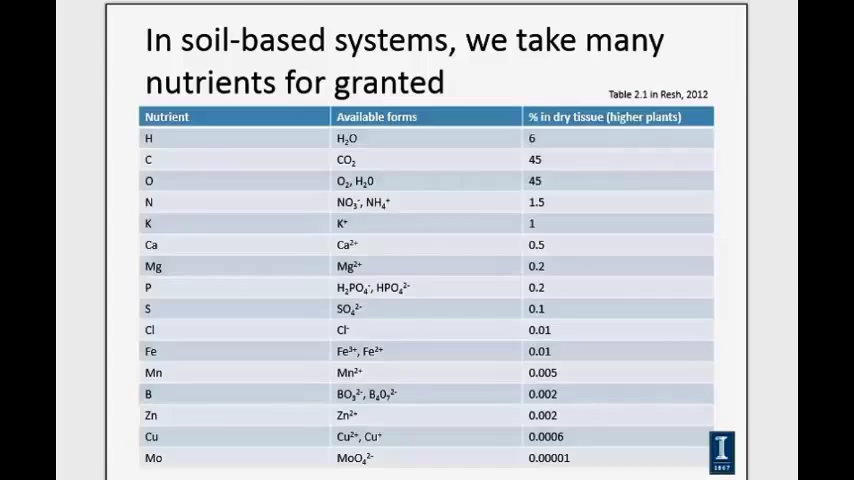 In soil-based systems, we take many
nutrients for granted
Table 2.1 in Resh, 2012
Nutrient Available forms % in dry tissue (higher plants)
H H₂O 6
C CO₂ 45
O O₂, H₂0 45
N NO₃⁻, NH₄⁺ 1.5
K K⁺ 1
Ca Ca²⁺ 0.5
Mg Mg²⁺ 0.2
P H₂PO₄⁻, HPO₄²⁻ 0.2
S SO₄²⁻ 0.1
Cl Cl⁻ 0.01
Fe Fe³⁺, Fe²⁺ 0.01
Mn Mn²⁺ 0.005
B BO₃²⁻, B₄0₇²⁻ 0.002
Zn Zn²⁺ 0.002
Cu Cu²⁺, Cu⁺ 0.0006
Mo MoO₄²⁻ 0.00001
I
1867